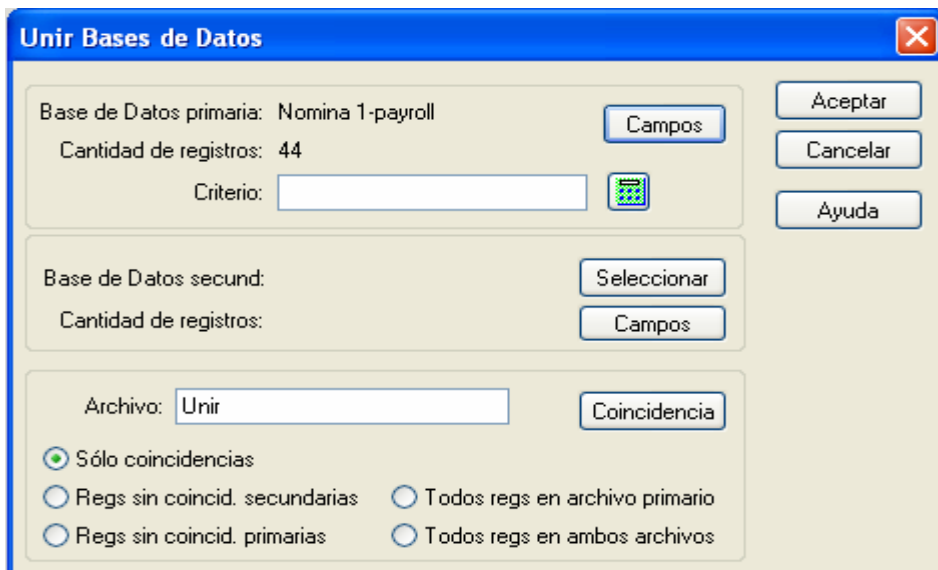 Unir Bases de Datos
Base de Datos primaria: Nomina 1-payroll
Campos
Aceptar
Cantidad de registros: 44
Cancelar
Criterio:
Ayuda
Base de Datos secund:
Seleccionar
Cantidad de registros:
Campos
Archivo: Unir
Coincidencia
Sólo coincidencias
Regs sin coincid. secundarias
Todos regs en archivo primario
Regs sin coincid. primarias
Todos regs en ambos archivos